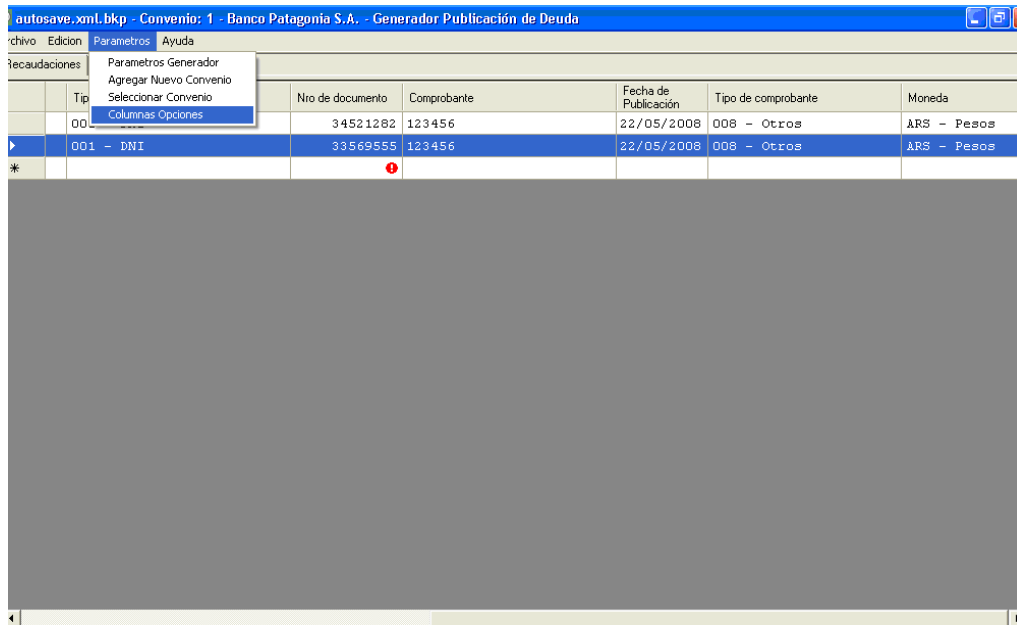 autosave.xml.bkp - Convenio: 1 - Banco Patagonia S.A. - Generador Publicación de Deuda
rchivo Edicion Parametros Ayuda
Recaudaciones
Parametros Generador
Agregar Nuevo Convenio
Seleccionar Convenio
Columnas Opciones
Tip Nro de documento Comprobante Fecha de Publicación Tipo de comprobante Moneda
34521282 123456 22/05/2008 008 - Otros ARS - Pesos
001 - DNI 33569555 123456 22/05/2008 008 - Otros ARS - Pesos